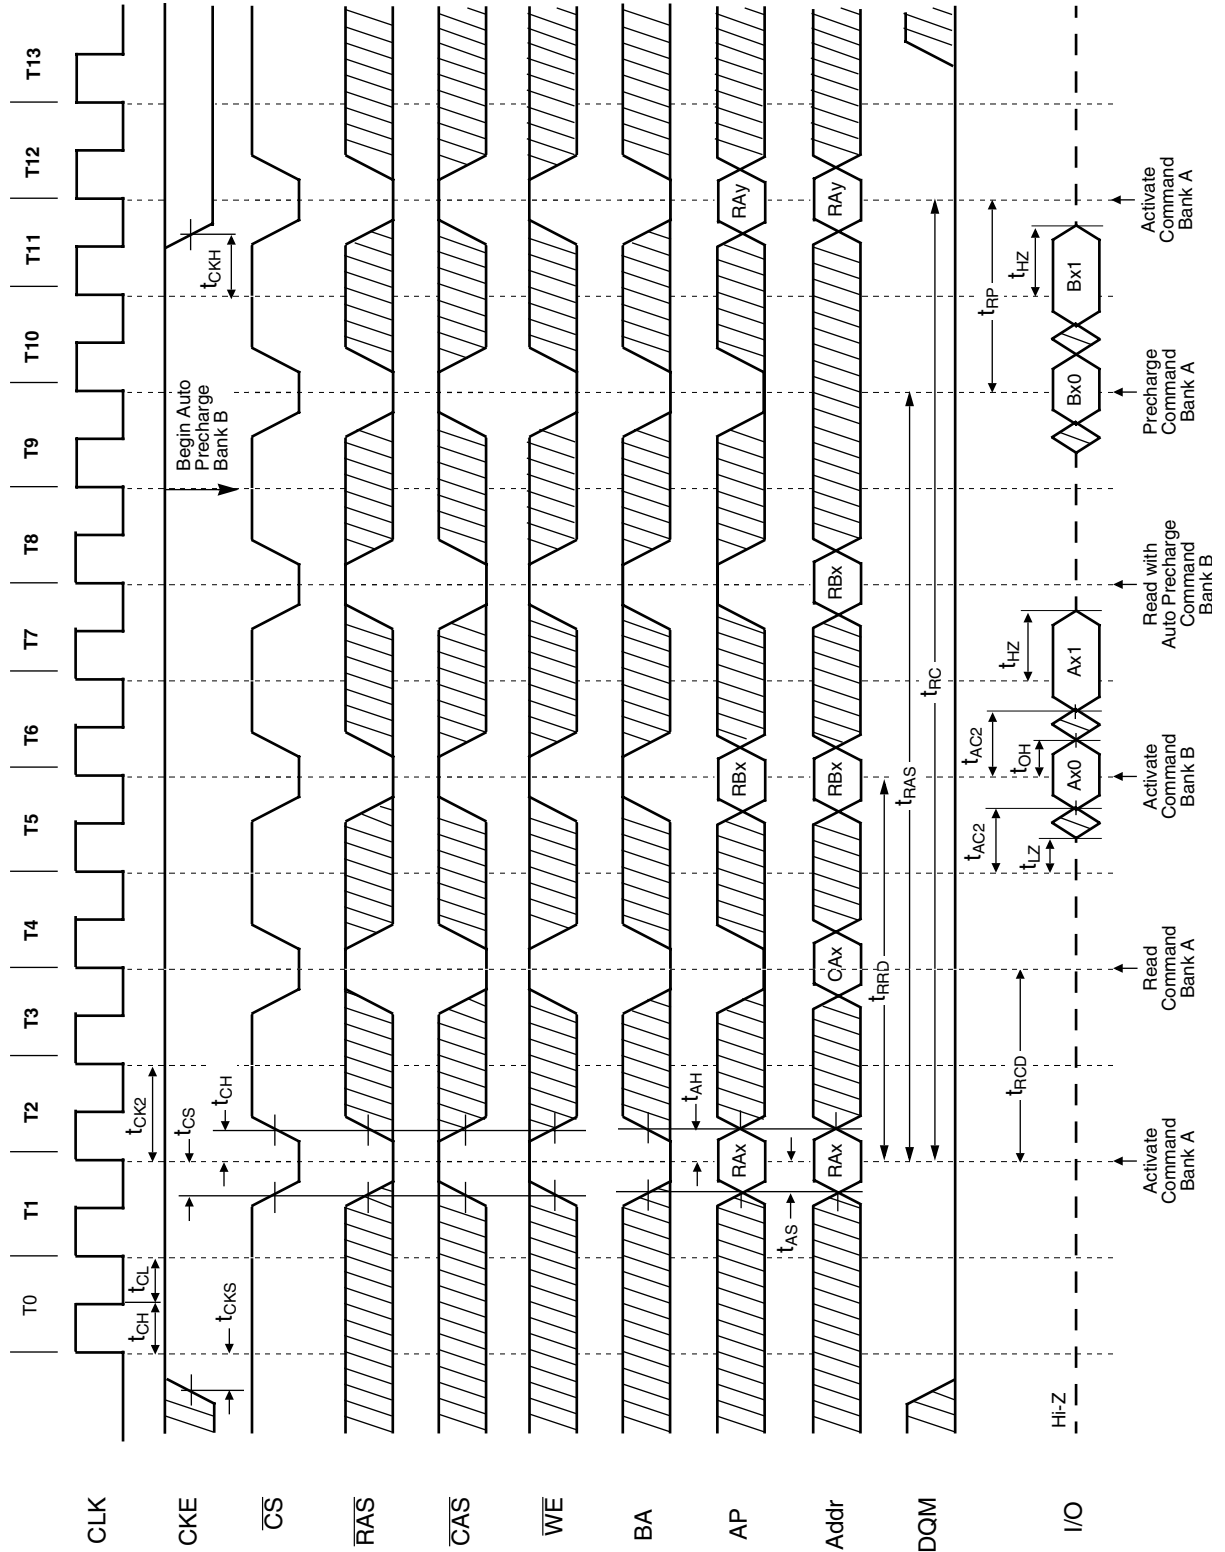 T0 T1 T2 T3 T4 T5 T6 T7 T8 T9 T10 T11 T12 T13
CLK
tCH tCL
tCK2
CKE
tCKS
tCS
tCH
Begin Auto
Precharge
Bank B
tCKH
CS
RAS
CAS
WE
BA
tAH
AP
RAx RBx RAy
tAS
Addr
RAx CAx RBx RBx RAy
tRRD
tRAS
tRC
DQM
tRCD
tAC2
tLZ
tAC2
tOH
tHZ
tRP
tHZ
I/O
Hi-Z
Ax0 Ax1 Bx0 Bx1
Activate
Command
Bank A
Read
Command
Bank A
Activate
Command
Bank B
Read with
Auto Precharge
Command
Bank B
Precharge
Command
Bank A
Activate
Command
Bank A